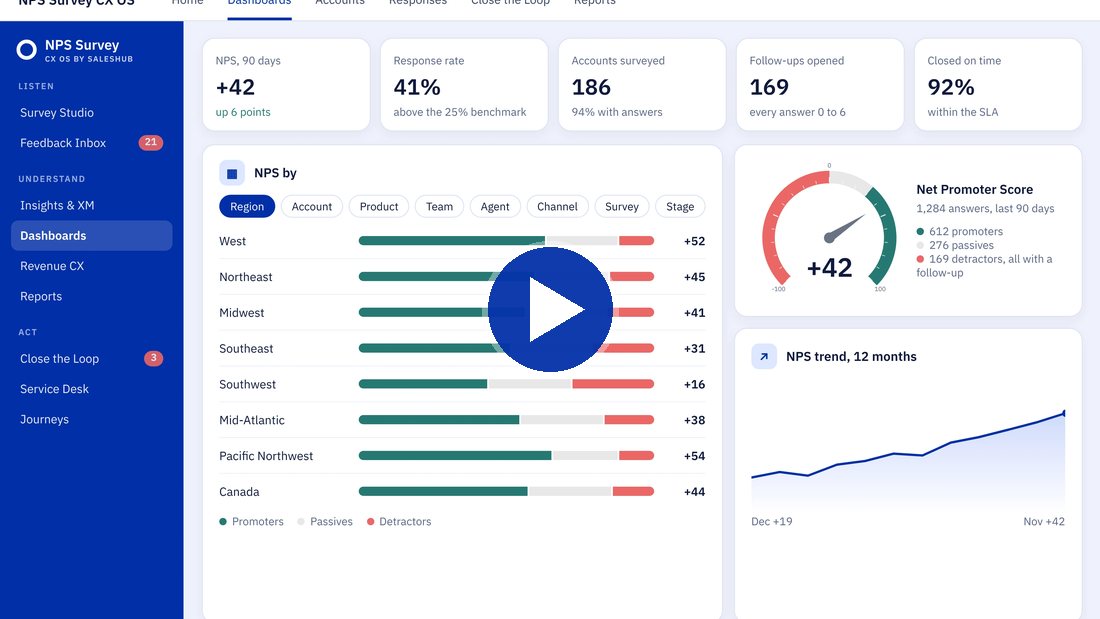 NPS Survey CX OS
Home Dashboards Accounts Responses Close the Loop Reports
NPS Survey
CX OS BY SALESHUB
LISTEN
Survey Studio
Feedback Inbox 21
UNDERSTAND
Insights & XM
Dashboards
Revenue CX
Reports
ACT
Close the Loop 3
Service Desk
Journeys
NPS, 90 days
+42
up 6 points
Response rate
41%
above the 25% benchmark
Accounts surveyed
186
94% with answers
Follow-ups opened
169
every answer 0 to 6
Closed on time
92%
within the SLA
NPS by
Region Account Product Team Agent Channel Survey Stage
West +52
Northeast +45
Midwest +41
Southeast +31
Southwest +16
Mid-Atlantic +38
Pacific Northwest +54
Canada +44
Promoters Passives Detractors
0
+42
-100 100
Net Promoter Score
1,284 answers, last 90 days
612 promoters
276 passives
169 detractors, all with a
follow-up
NPS trend, 12 months
Dec +19 Nov +42